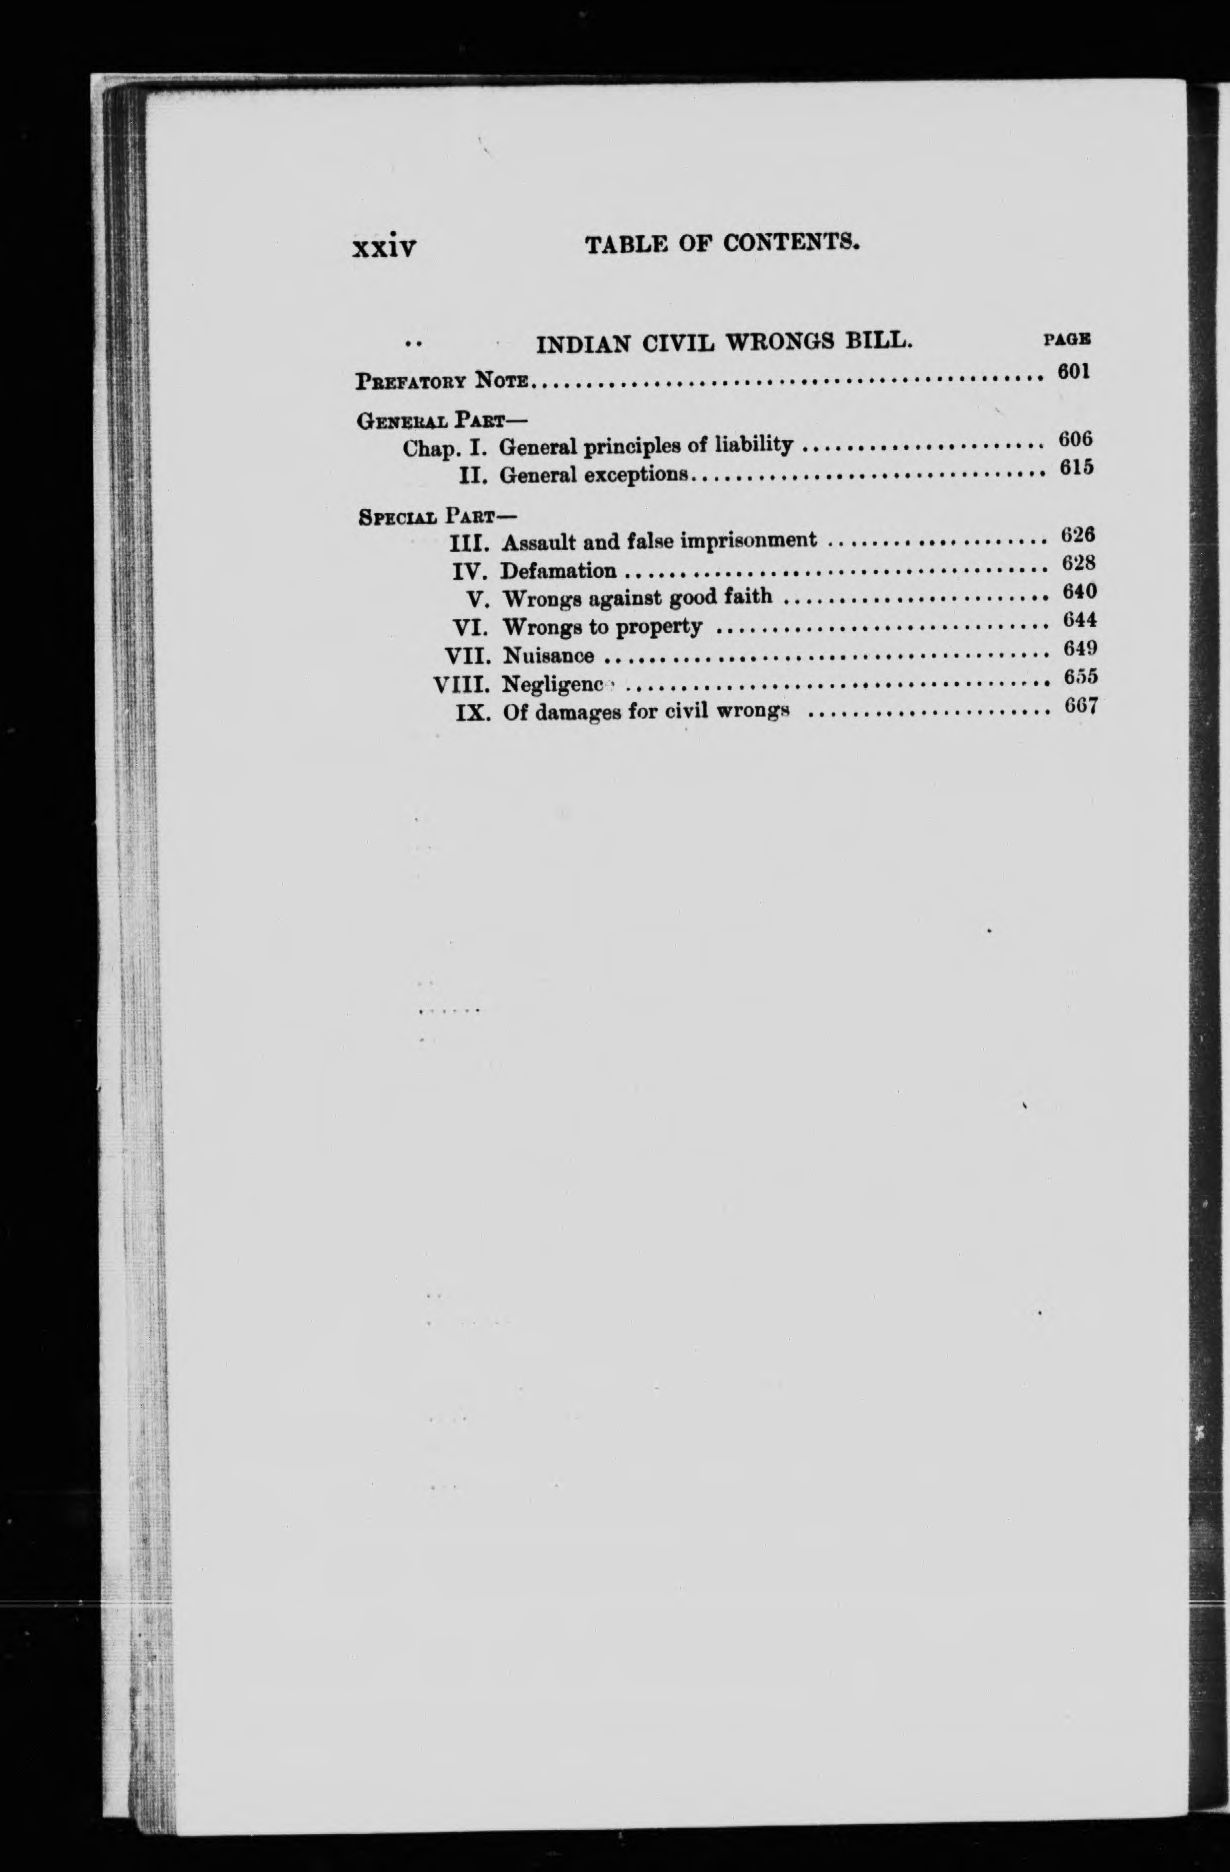 xxiv TABLE OF CONTENTS.
INDIAN CIVIL WRONGS BILL. PAGE
PREFATORY NOTE 601
GENERAL PART—
Chap. I. General principles of liability 606
II. General exceptions 615
SPECIAL PART—
III. Assault and false imprisonment 626
IV. Defamation 628
V. Wrongs against good faith 640
VI. Wrongs to property 644
VII. Nuisance 649
VIII. Negligenc 655
IX. Of damages for civil wrongs 667